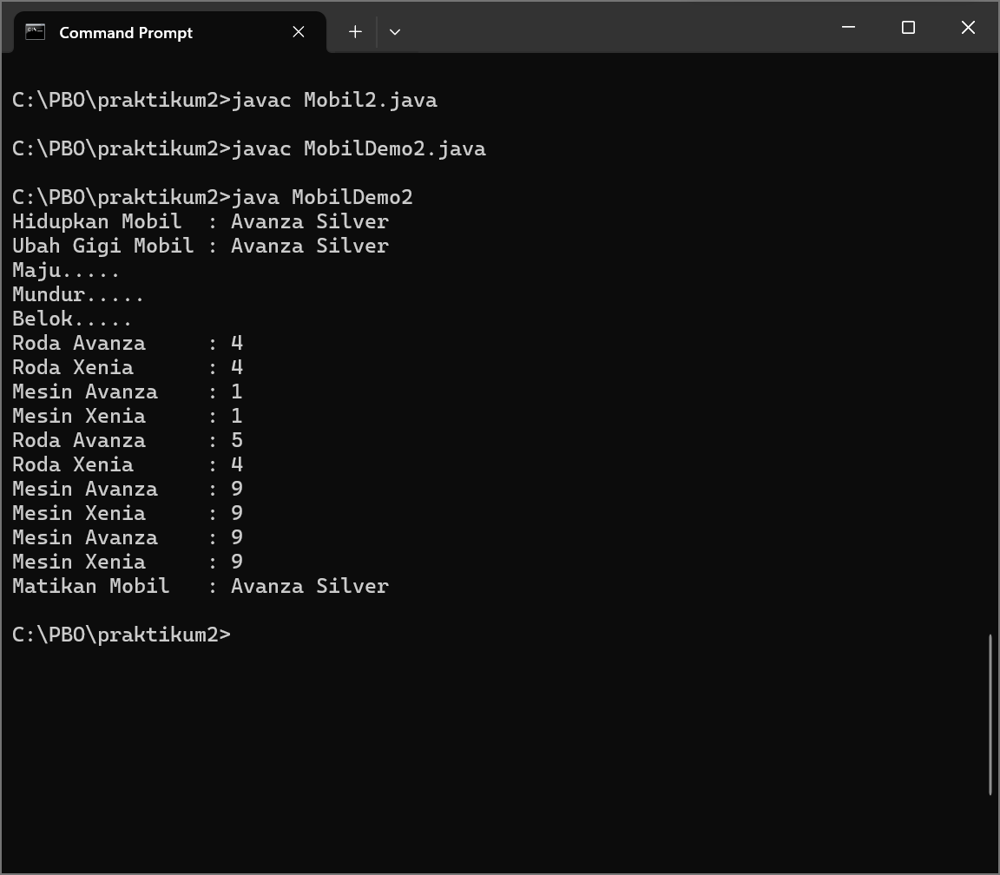 Command Prompt
C:\PBO\praktikum2>javac Mobil2.java
C:\PBO\praktikum2>javac MobilDemo2.java
C:\PBO\praktikum2>java MobilDemo2
Hidupkan Mobil  : Avanza Silver
Ubah Gigi Mobil : Avanza Silver
Maju.....
Mundur.....
Belok.....
Roda Avanza     : 4
Roda Xenia      : 4
Mesin Avanza    : 1
Mesin Xenia     : 1
Roda Avanza     : 5
Roda Xenia      : 4
Mesin Avanza    : 9
Mesin Xenia     : 9
Mesin Avanza    : 9
Mesin Xenia     : 9
Matikan Mobil   : Avanza Silver
C:\PBO\praktikum2>